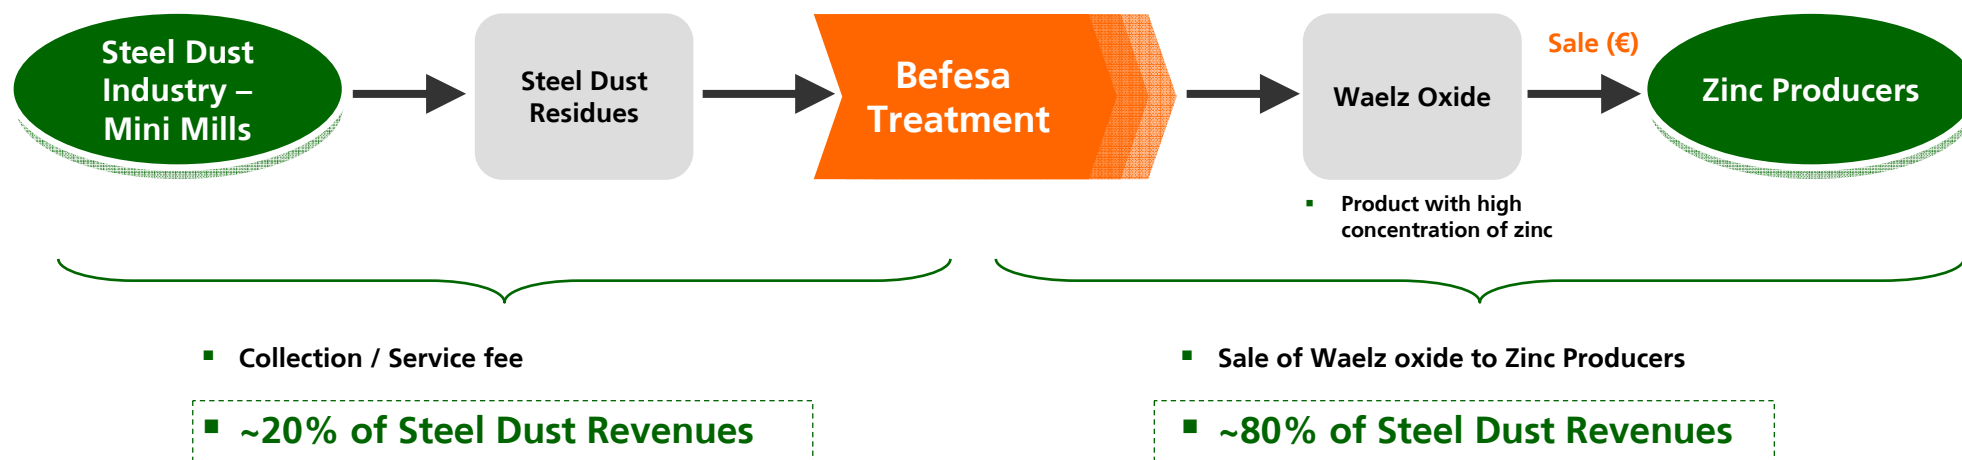 Steel Dust
Industry –
Mini Mills
Steel Dust
Residues
Befesa
Treatment
Waelz Oxide
Sale (€)
Zinc Producers
▪ Product with high
concentration of zinc
▪ Collection / Service fee
▪ Sale of Waelz oxide to Zinc Producers
▪ ~20% of Steel Dust Revenues
▪ ~80% of Steel Dust Revenues